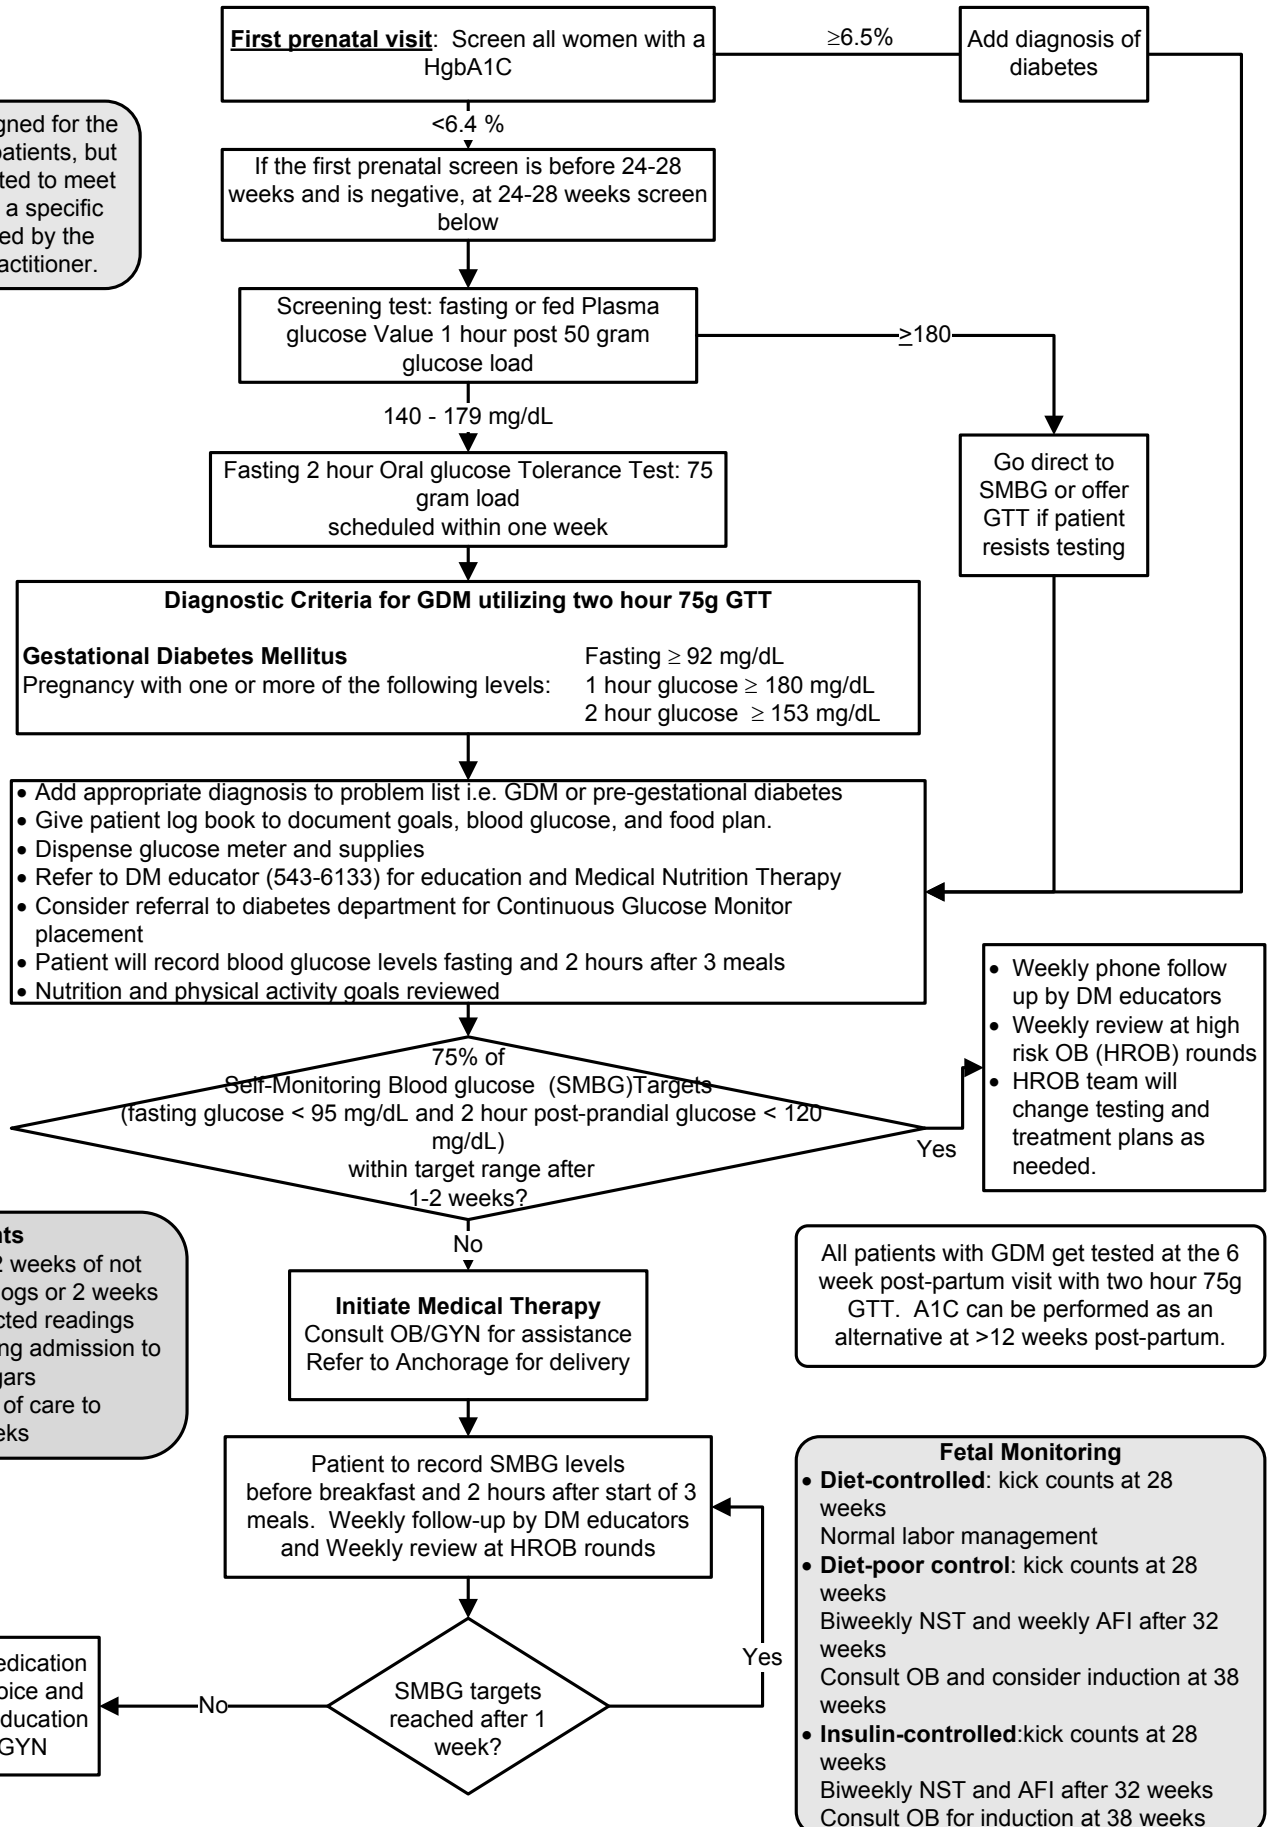 First prenatal visit: Screen all women with a
HgbA1C
≥6.5%
Add diagnosis of
diabetes
<6.4 %
for the
patients, but
to meet
a specific
by the
If the first prenatal screen is before 24-28
weeks and is negative, at 24-28 weeks screen
below
Screening test: fasting or fed Plasma
glucose Value 1 hour post 50 gram
glucose load
≥180
140 - 179 mg/dL
Fasting 2 hour Oral glucose Tolerance Test: 75
gram load
scheduled within one week
Go direct to
SMBG or offer
GTT if patient
resists testing
Diagnostic Criteria for GDM utilizing two hour 75g GTT
Gestational Diabetes Mellitus
Pregnancy with one or more of the following levels:
Fasting ≥ 92 mg/dL
1 hour glucose ≥ 180 mg/dL
2 hour glucose ≥ 153 mg/dL
• Add appropriate diagnosis to problem list i.e. GDM or pre-gestational diabetes
• Give patient log book to document goals, blood glucose, and food plan.
• Dispense glucose meter and supplies
• Refer to DM educator (543-6133) for education and Medical Nutrition Therapy
• Consider referral to diabetes department for Continuous Glucose Monitor
placement
• Patient will record blood glucose levels fasting and 2 hours after 3 meals
• Nutrition and physical activity goals reviewed
75% of
Self-Monitoring Blood glucose (SMBG)Targets
(fasting glucose < 95 mg/dL and 2 hour post-prandial glucose < 120
mg/dL)
within target range after
1-2 weeks?
Yes
• Weekly phone follow
up by DM educators
• Weekly review at high
risk OB (HROB) rounds
• HROB team will
change testing and
treatment plans as
needed.
No
2 weeks of not
logs or 2 weeks
readings
admission to
of care to
Initiate Medical Therapy
Consult OB/GYN for assistance
Refer to Anchorage for delivery
All patients with GDM get tested at the 6
week post-partum visit with two hour 75g
GTT. A1C can be performed as an
alternative at >12 weeks post-partum.
Patient to record SMBG levels
before breakfast and 2 hours after start of 3
meals. Weekly follow-up by DM educators
and Weekly review at HROB rounds
Yes
SMBG targets
reached after 1
week?
No
and
GYN
Fetal Monitoring
• Diet-controlled: kick counts at 28
weeks
Normal labor management
• Diet-poor control: kick counts at 28
weeks
Biweekly NST and weekly AFI after 32
weeks
Consult OB and consider induction at 38
weeks
• Insulin-controlled:kick counts at 28
weeks
Biweekly NST and AFI after 32 weeks
Consult OB for induction at 38 weeks